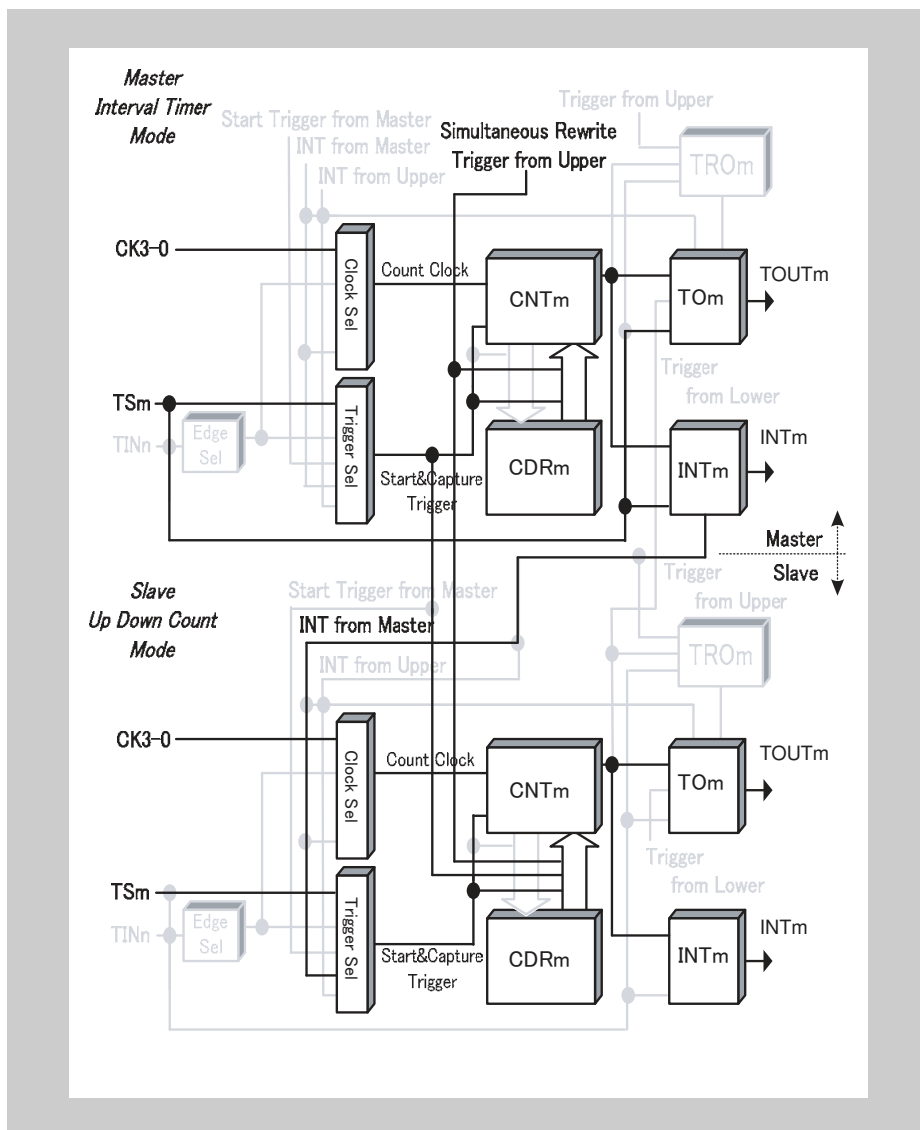 Master
Interval Timer
Mode
Start Trigger from Master
INT from Master
INT from Upper
Simultaneous Rewrite
Trigger from Upper
Trigger from Upper
TROm
CK3-0
Clock Sel
Count Clock
CNTm
TOm
TOUTm
Trigger
from Lower
TSm
TINn
Edge
Sel
Trigger Sel
Start&Capture
Trigger
CDRm
INTm
INTm
Master
Slave
Slave
Up Down Count
Mode
Start Trigger from Master
INT from Master
INT from Upper
Trigger
from Upper
TROm
CK3-0
Clock Sel
Count Clock
CNTm
TOm
TOUTm
Trigger
from Lower
TSm
TINn
Edge
Sel
Trigger Sel
Start&Capture
Trigger
CDRm
INTm
INTm